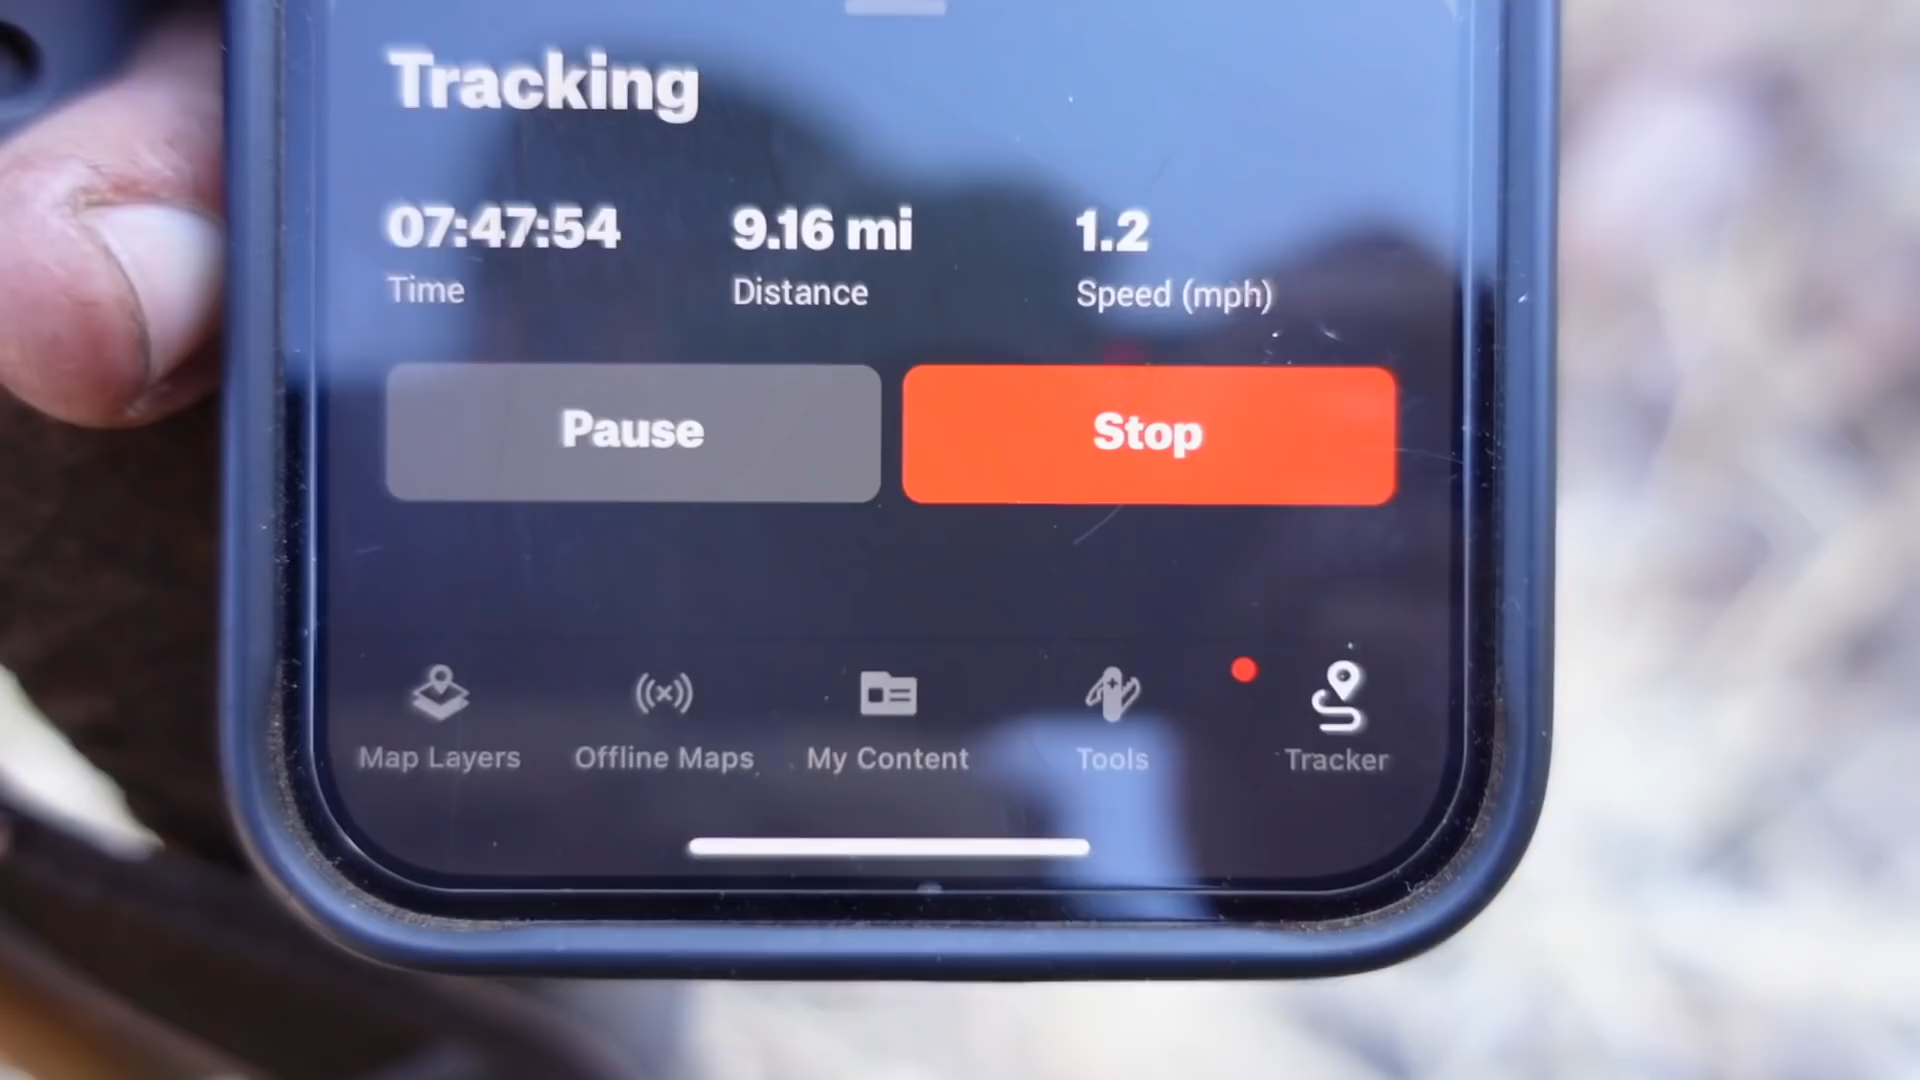 Tracking
07:47:54 9.16 mi 1.2
Time Distance Speed (mph)
Pause Stop
Map Layers Offline Maps My Content Tools Tracker